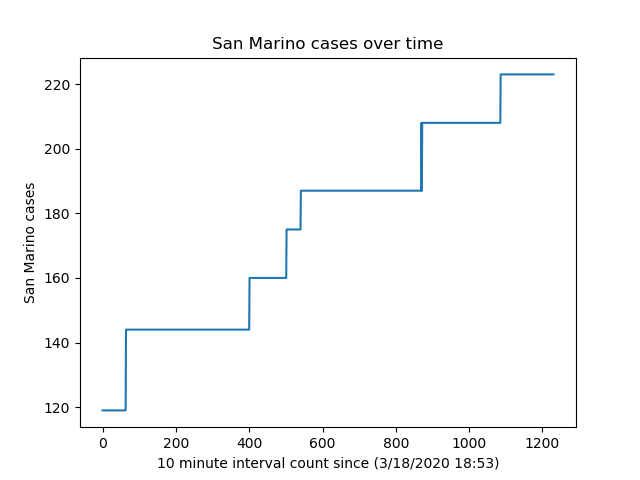 San Marino cases over time
San Marino cases
220
200
180
160
140
120
0 200 400 600 800 1000 1200
10 minute interval count since (3/18/2020 18:53)